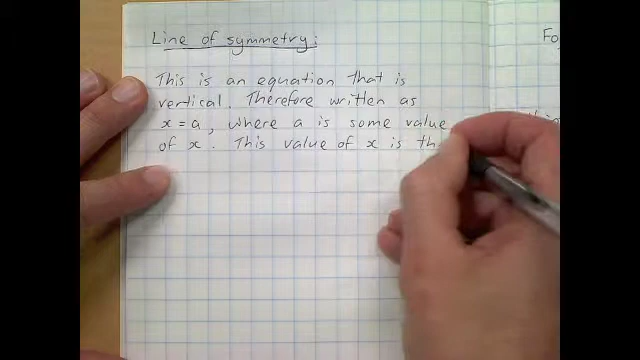 Line of symmetry:
This is an equation that is
vertical. Therefore written as
x = a, where a is some value
of x. This value of x is th